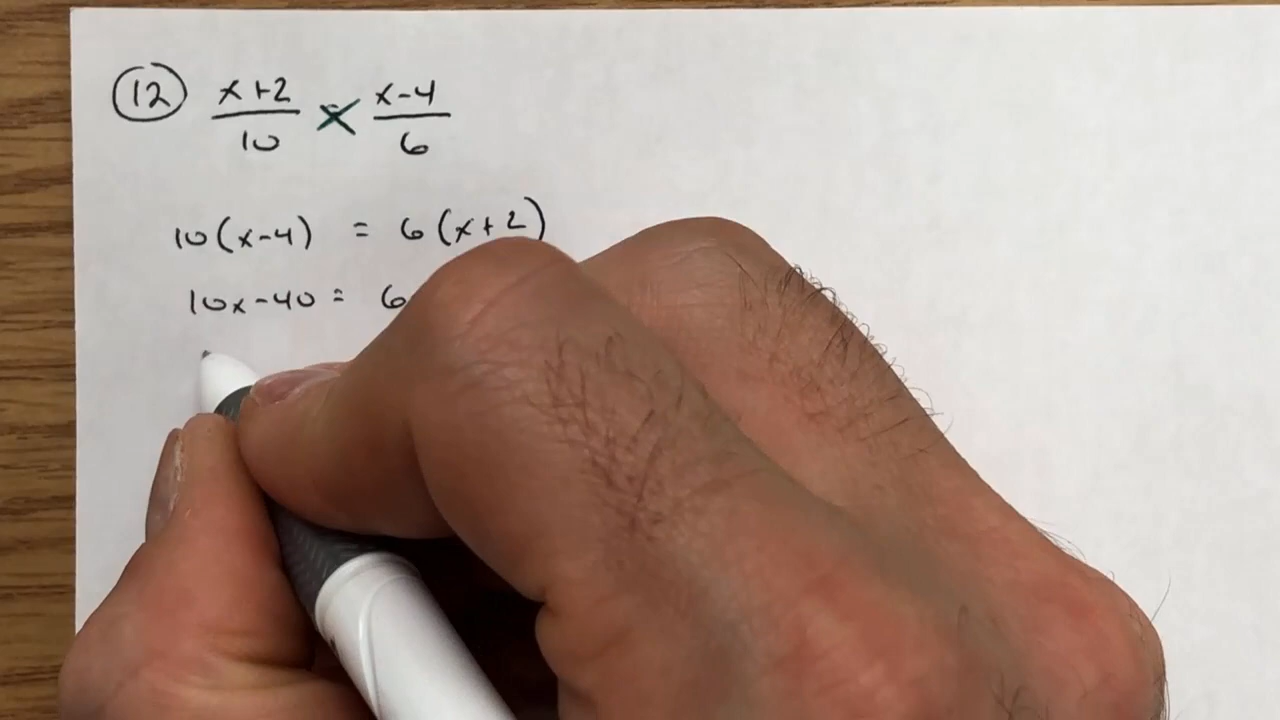 12 x+2/10 = x-4/6
10(x-4) = 6(x+2)
10x-40 = 6